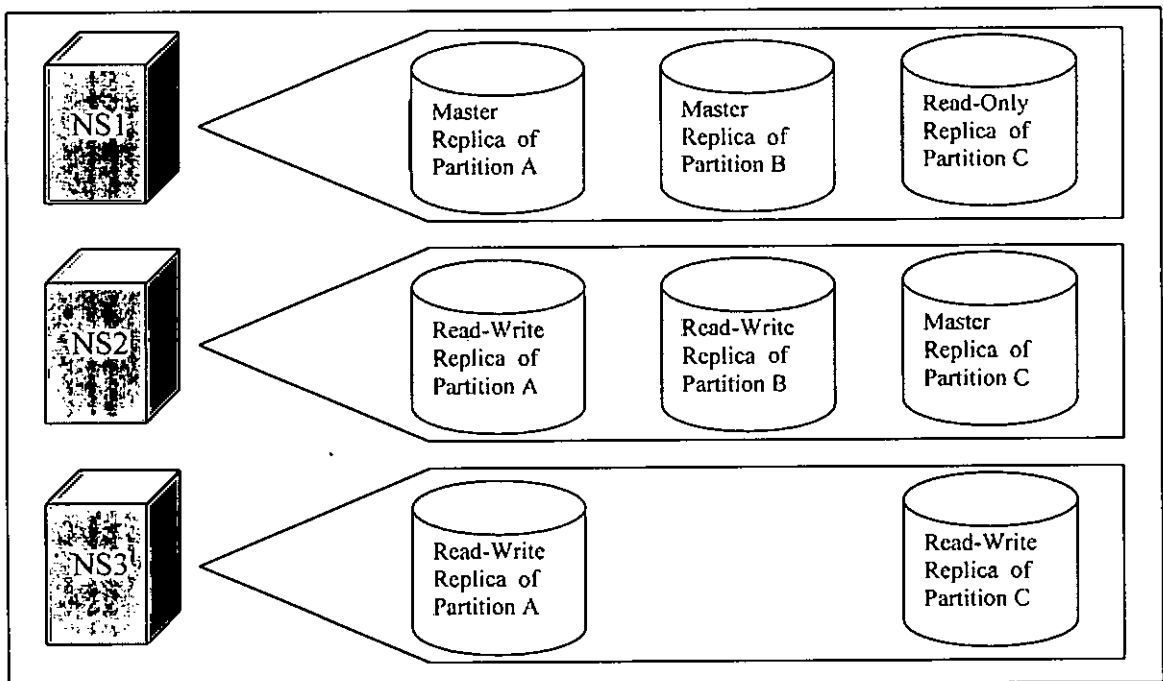 NS1
Master
Replica of
Partition A
Master
Replica of
Partition B
Read-Only
Replica of
Partition C
NS2
Read-Write
Replica of
Partition A
Read-Write
Replica of
Partition B
Master
Replica of
Partition C
NS3
Read-Write
Replica of
Partition A
Read-Write
Replica of
Partition C